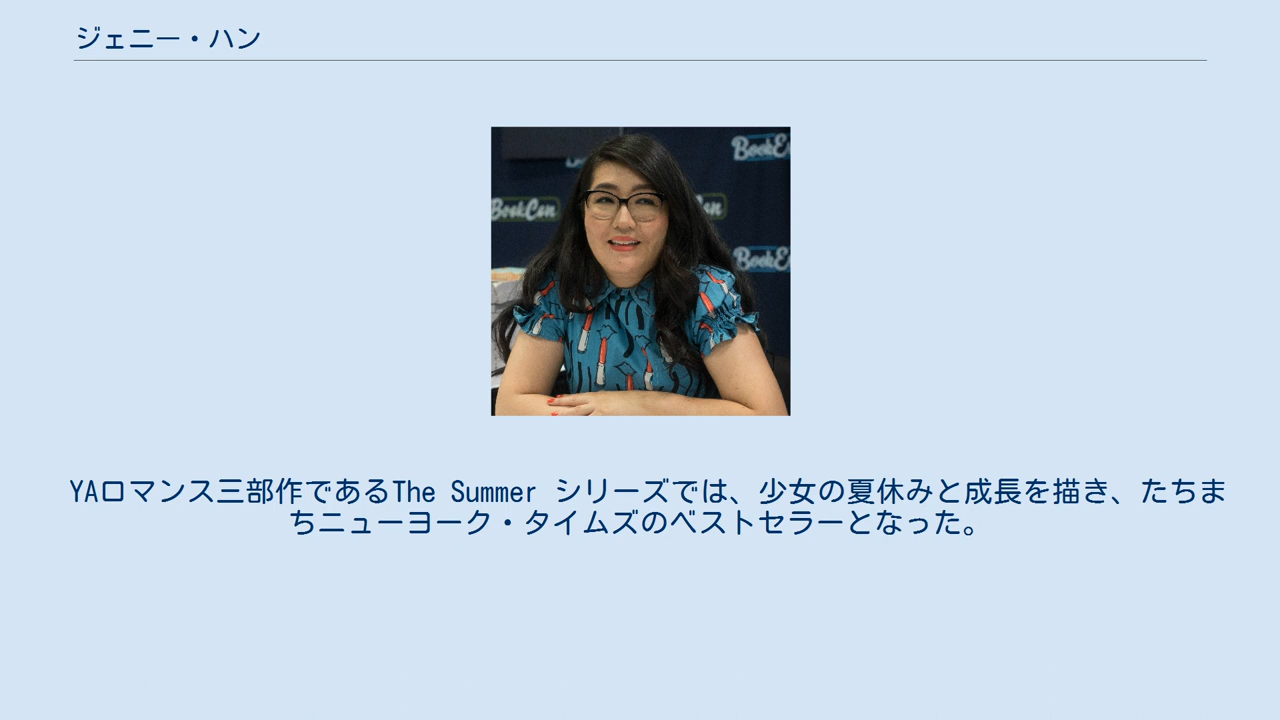 ジェニー・ハン
BookE
BookCon
BookE
YAロマンス三部作であるThe Summer シリーズでは、少女の夏休みと成長を描き、たちま
ちニューヨーク・タイムズのベストセラーとなった。